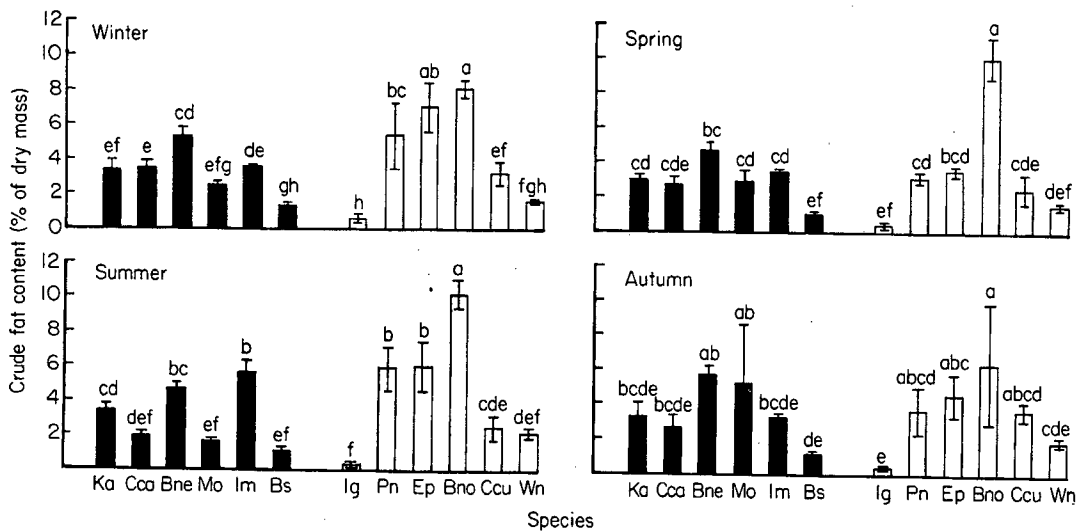 Crude fat content (% of dry mass)
Winter
12
10
8
6
4
2
0
ef e cd efg de gh h bc ab a ef fgh
Spring
cd cde bc cd cd ef ef cd bcd a cde def
Summer
12
10
8
6
4
2
cd def bc ef b ef f b b a cde def
Ka Cca Bne Mo Im Bs Ig Pn Ep Bno Ccu Wn
Autumn
bcde bcde ab ab bcde de e abcd abc a abcd cde
Ka Cca Bne Mo Im Bs Ig Pn Ep Bno Ccu Wn
Species